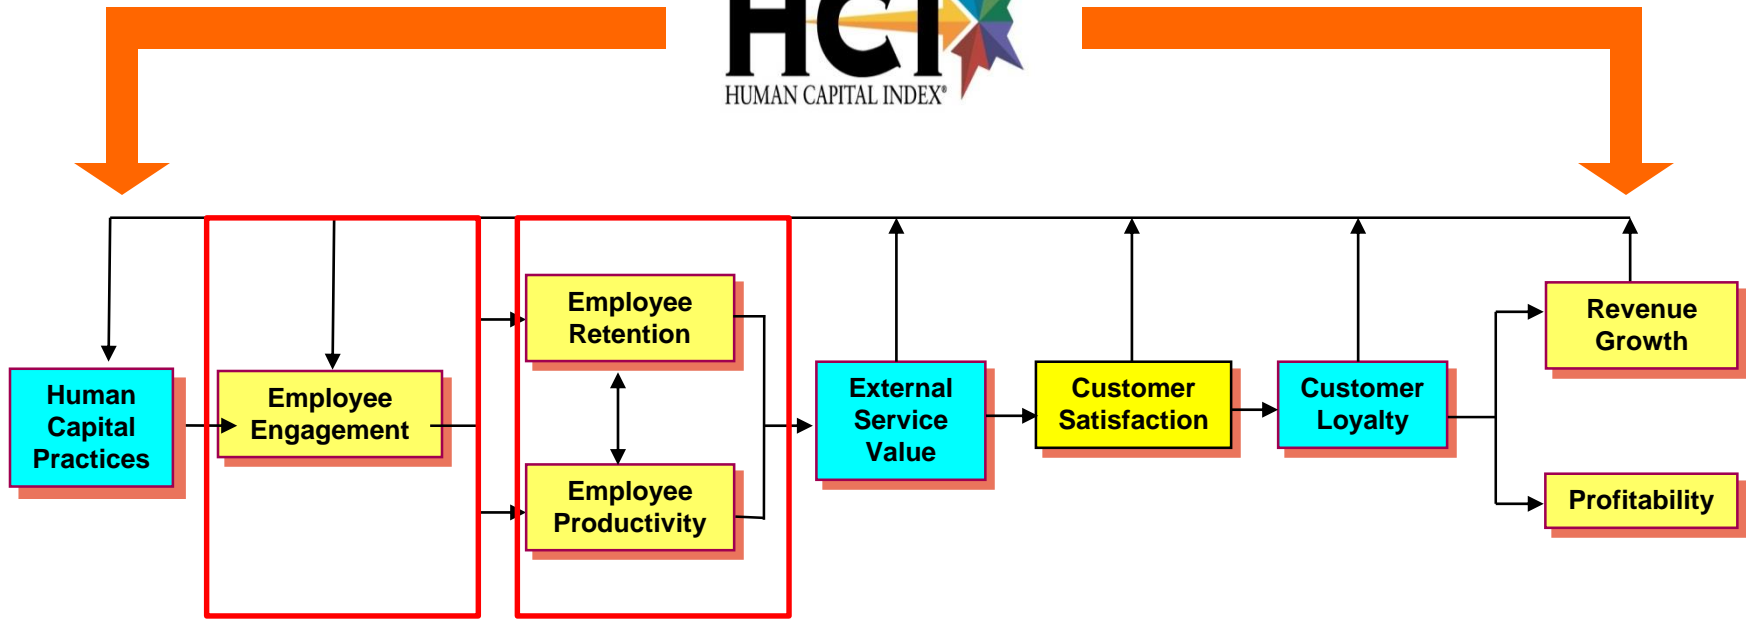 HCI
HUMAN CAPITAL INDEX®
Human
Capital
Practices
Employee
Engagement
Employee
Retention
Employee
Productivity
External
Service
Value
Customer
Satisfaction
Customer
Loyalty
Revenue
Growth
Profitability